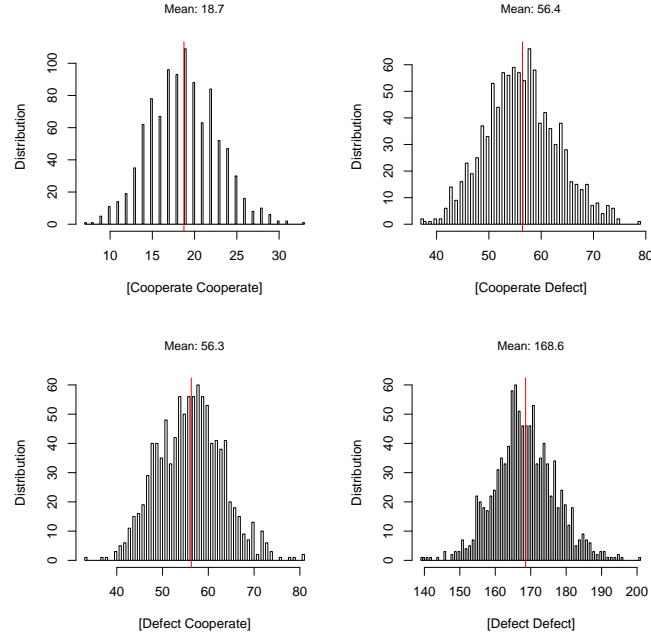 Mean: 18.7
Distribution
0 20 40 60 80 100
10 15 20 25 30
[Cooperate Cooperate]
Mean: 56.4
Distribution
0 10 20 30 40 50 60
40 50 60 70 80
[Cooperate Defect]
Mean: 56.3
Distribution
0 10 20 30 40 50 60
40 50 60 70 80
[Defect Cooperate]
Mean: 168.6
Distribution
0 10 20 30 40 50 60
140 150 160 170 180 190 200
[Defect Defect]